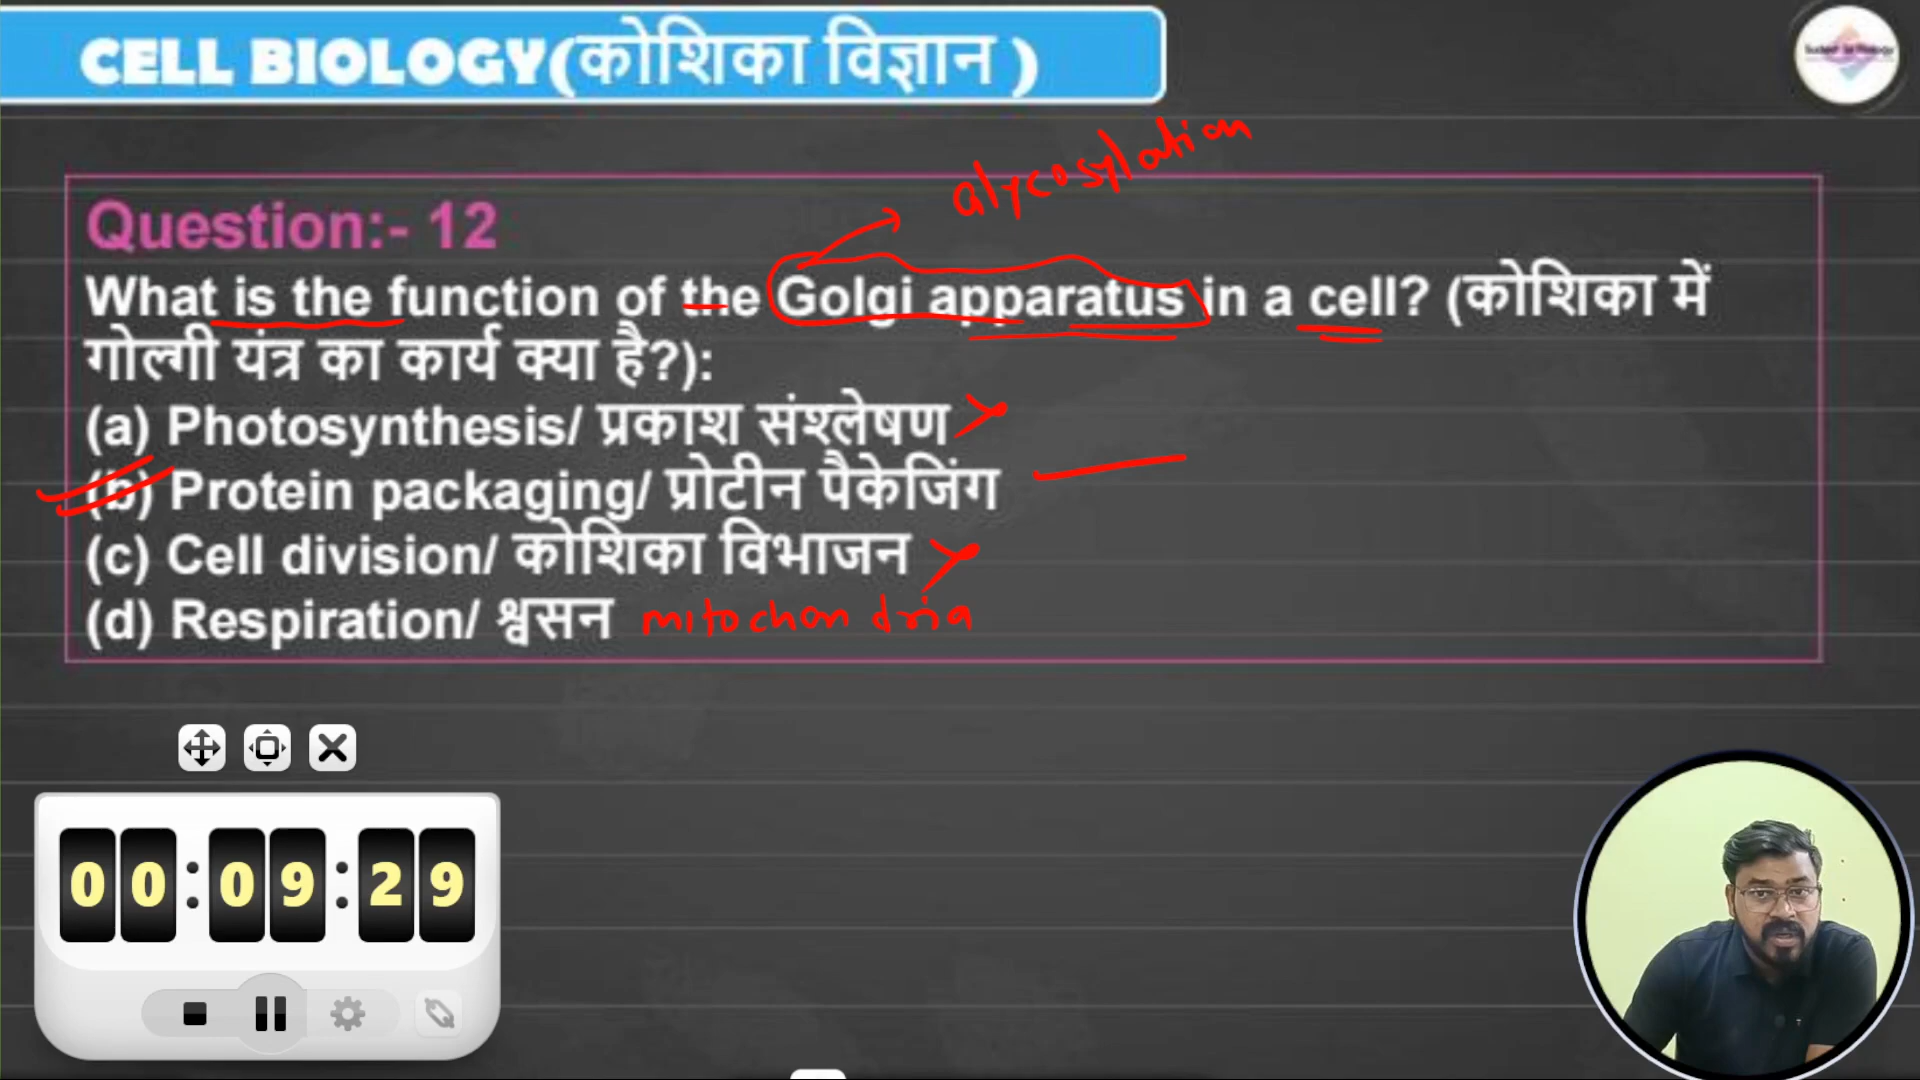 CELL BIOLOGY(कोशिका विज्ञान )
glycosylation
Question:- 12
What is the function of the Golgi apparatus in a cell? (कोशिका में
गोल्गी यंत्र का कार्य क्या है?):
(a) Photosynthesis/ प्रकाश संश्लेषण
(b) Protein packaging/ प्रोटीन पैकेजिंग
(c) Cell division/ कोशिका विभाजन
(d) Respiration/ श्वसन mitochondria
00:09:29